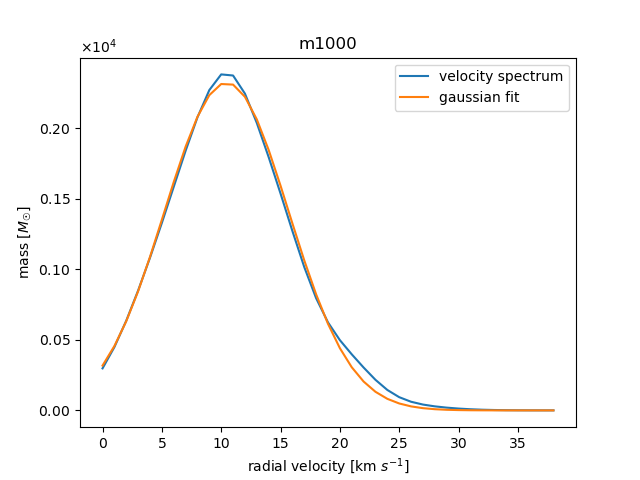 m1000
×10⁴
velocity spectrum
gaussian fit
0.20
0.15
0.10
0.05
0.00
mass [M☉]
0 5 10 15 20 25 30 35
radial velocity [km s⁻¹]